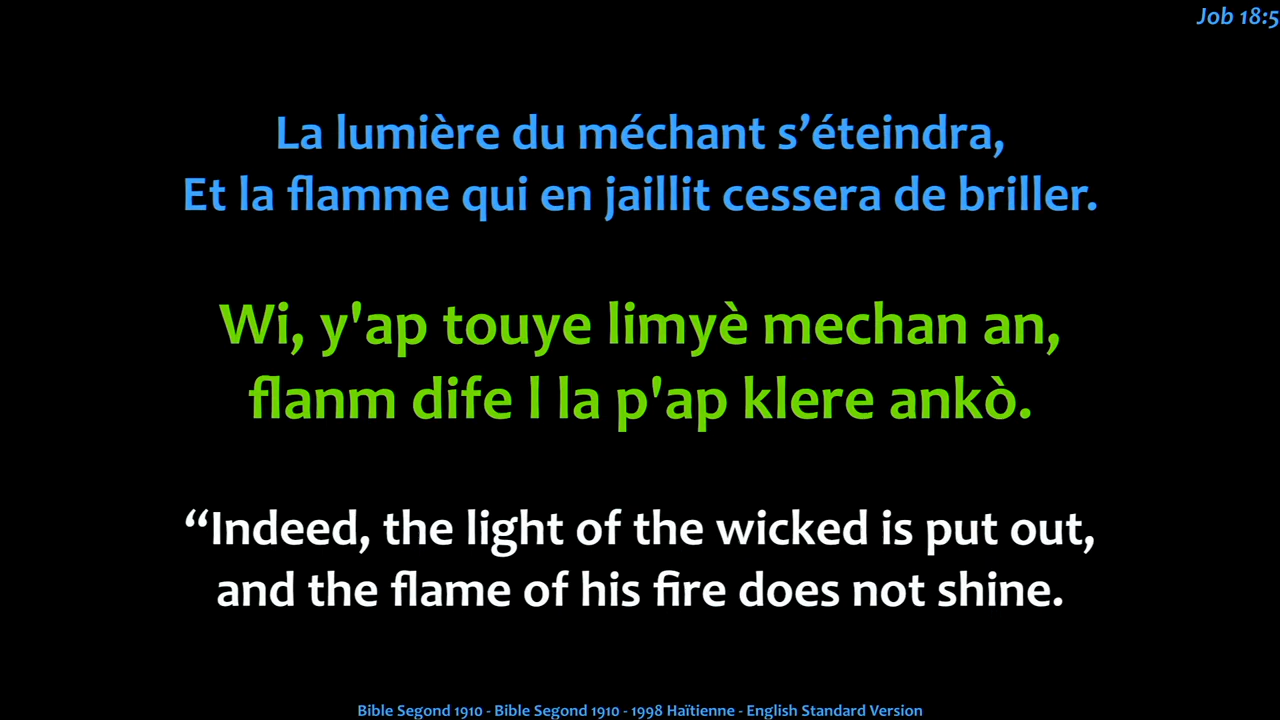 Job 18:5
La lumière du méchant s’éteindra,
Et la flamme qui en jaillit cessera de briller.
Wi, y'ap touye limyè mechan an,
flanm dife l la p'ap klere ankò.
“Indeed, the light of the wicked is put out,
and the flame of his fire does not shine.
Bible Segond 1910 - Bible Segond 1910 - 1998 Haïtienne - English Standard Version